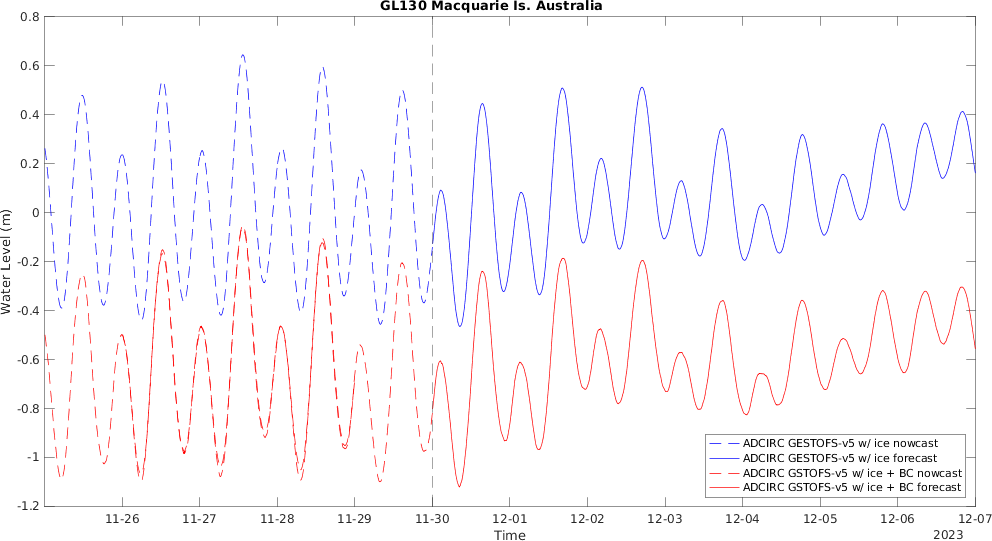 GL130 Macquarie Is. Australia
0.8
0.6
0.4
0.2
0
-0.2
-0.4
-0.6
-0.8
-1
-1.2
Water Level (m)
ADCIRC GESTOFS-v5 w/ ice nowcast
ADCIRC GESTOFS-v5 w/ ice forecast
ADCIRC GSTOFS-v5 w/ ice + BC nowcast
ADCIRC GSTOFS-v5 w/ ice + BC forecast
11-26 11-27 11-28 11-29 11-30 12-01 12-02 12-03 12-04 12-05 12-06 12-07
Time
2023